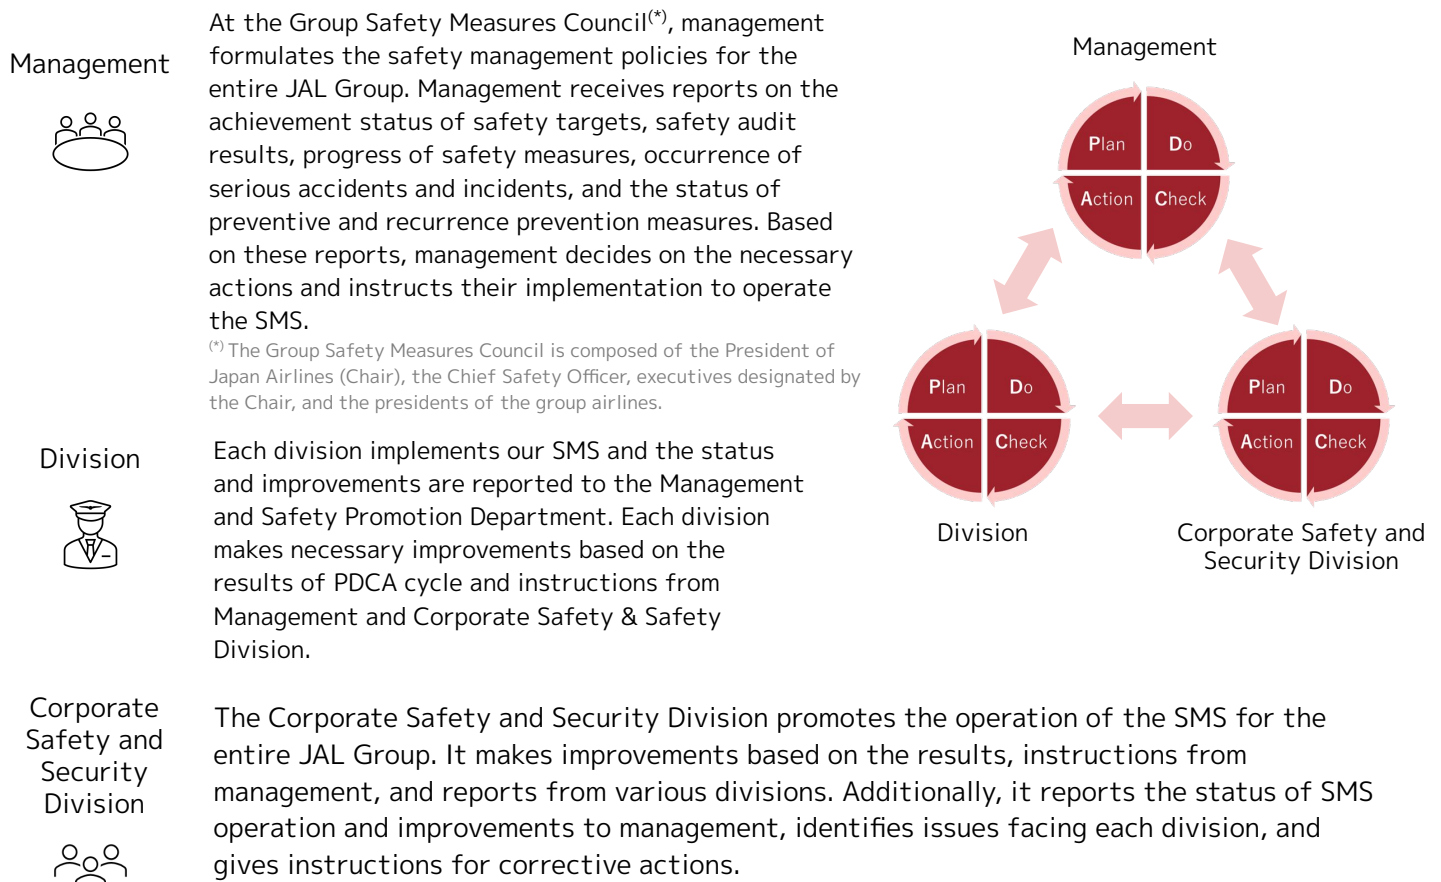 Management
At the Group Safety Measures Council(*), management
formulates the safety management policies for the
entire JAL Group. Management receives reports on the
achievement status of safety targets, safety audit
results, progress of safety measures, occurrence of
serious accidents and incidents, and the status of
preventive and recurrence prevention measures. Based
on these reports, management decides on the necessary
actions and instructs their implementation to operate
the SMS.
(*) The Group Safety Measures Council is composed of the President of
Japan Airlines (Chair), the Chief Safety Officer, executives designated by
the Chair, and the presidents of the group airlines.
Division
Each division implements our SMS and the status
and improvements are reported to the Management
and Safety Promotion Department. Each division
makes necessary improvements based on the
results of PDCA cycle and instructions from
Management and Corporate Safety & Safety
Division.
Management
Plan
Do
Action
Check
Plan
Do
Action
Check
Division
Plan
Do
Action
Check
Corporate Safety and
Security Division
Corporate
Safety and
Security
Division
The Corporate Safety and Security Division promotes the operation of the SMS for the
entire JAL Group. It makes improvements based on the results, instructions from
management, and reports from various divisions. Additionally, it reports the status of SMS
operation and improvements to management, identifies issues facing each division, and
gives instructions for corrective actions.